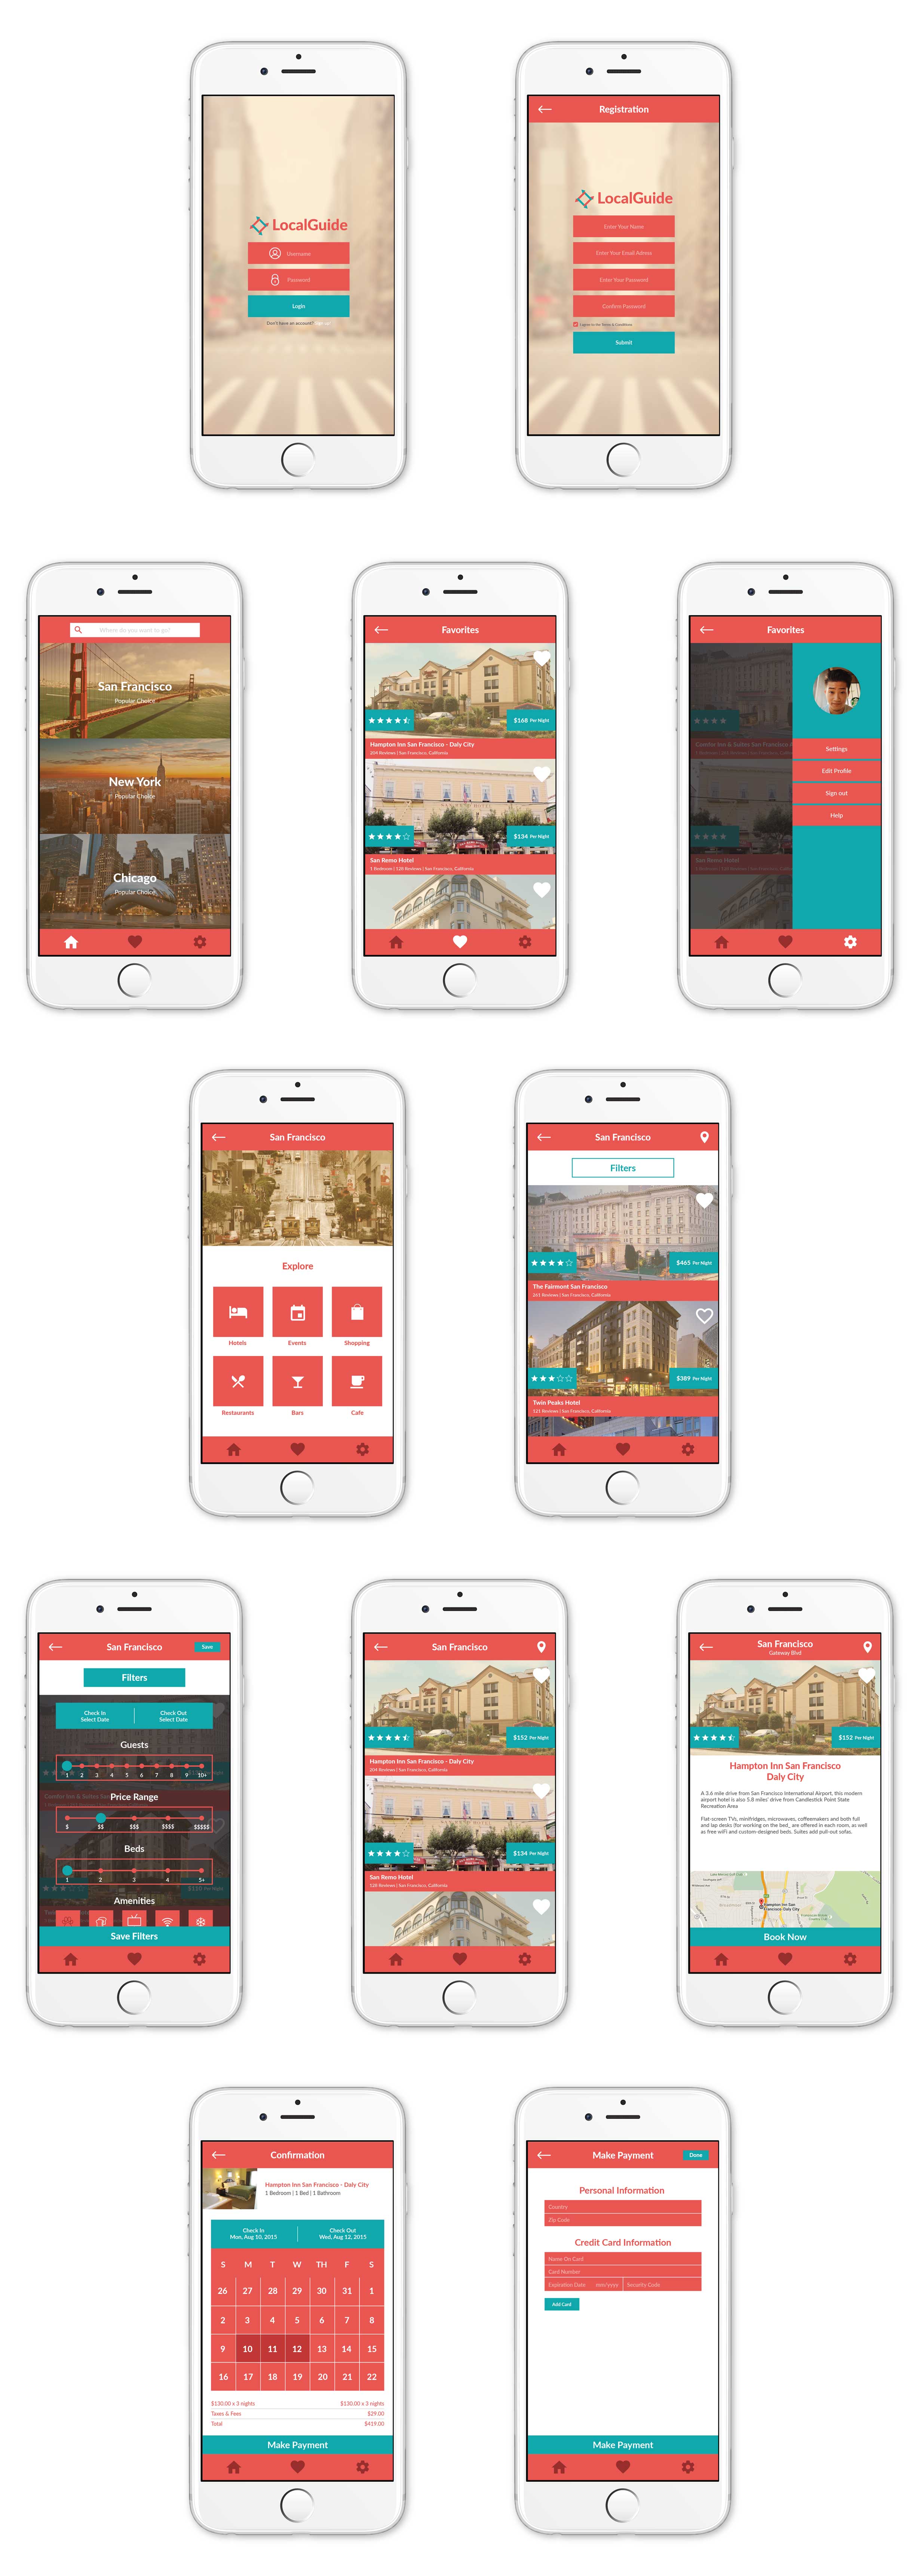 LocalGuide
Username
Password
Login
Don't have an account?
Registration
LocalGuide
Enter Your Name
Enter Your Email Adress
Enter Your Password
Confirm Password
I agree to the Terms & Conditions
Submit
Where do you want to go?
San Francisco
Popular Choice
New York
Popular Choice
Chicago
Popular Choice
Favorites
$168 Per Night
Hampton Inn San Francisco - Daly City
204 Reviews | San Francisco, California
$134 Per Night
San Remo Hotel
1 Bedroom | 128 Reviews | San Francisco, California
Favorites
Comfort Inn & Suites San Francisco
San Remo Hotel
Settings
Edit Profile
Sign out
Help
San Francisco
Explore
Hotels Events Shopping
Restaurants Bars Cafe
San Francisco
Filters
$465 Per Night
The Fairmont San Francisco
261 Reviews | San Francisco, California
$389 Per Night
Twin Peaks Hotel
121 Reviews | San Francisco, California
San Francisco Save
Filters
Check In Check Out
Select Date Select Date
Guests
1 2 3 4 5 6 7 8 9 10+
Price Range
$ $$ $$$ $$$$ $$$$$
Beds
1 2 3 4 5+
Amenities
Save Filters
San Francisco
$152 Per Night
Hampton Inn San Francisco - Daly City
204 Reviews | San Francisco, California
$134 Per Night
San Remo Hotel
128 Reviews | San Francisco, California
San Francisco
Gateway Blvd
$152 Per Night
Hampton Inn San Francisco
Daly City
A 3.6 mile drive from San Francisco International Airport, this modern
airport hotel is also 5.8 miles' drive from Candlestick Point State
Recreation Area
Flat-screen TVs, minifridges, microwaves, coffeemakers and both full
and lap desks (for working on the bed_ are offered in each room, as well
as free wiFI and custom-designed beds. Suites add pull-out sofas.
Hampton Inn San
Francisco-Daly City
Book Now
Confirmation
Hampton Inn San Francisco - Daly City
1 Bedroom | 1 Bed | 1 Bathroom
Check In Check Out
Mon, Aug 10, 2015 Wed, Aug 12, 2015
S M T W TH F S
26 27 28 29 30 31 1
2 3 4 5 6 7 8
9 10 11 12 13 14 15
16 17 18 19 20 21 22
$130.00 x 3 nights $130.00 x 3 nights
Taxes & Fees $29.00
Total $419.00
Make Payment
Make Payment Done
Personal Information
Country
Zip Code
Credit Card Information
Name On Card
Card Number
Expiration Date mm/yyyy Security Code
Add Card
Make Payment